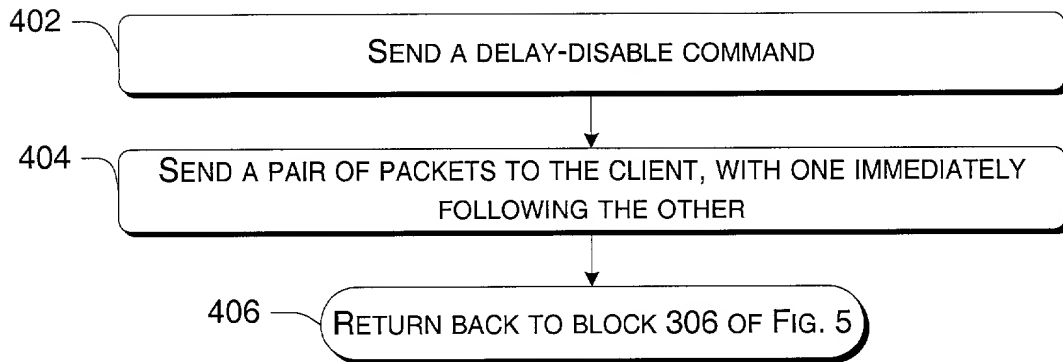 402
SEND A DELAY-DISABLE COMMAND
404
SEND A PAIR OF PACKETS TO THE CLIENT, WITH ONE IMMEDIATELY
FOLLOWING THE OTHER
406
RETURN BACK TO BLOCK 306 OF FIG. 5